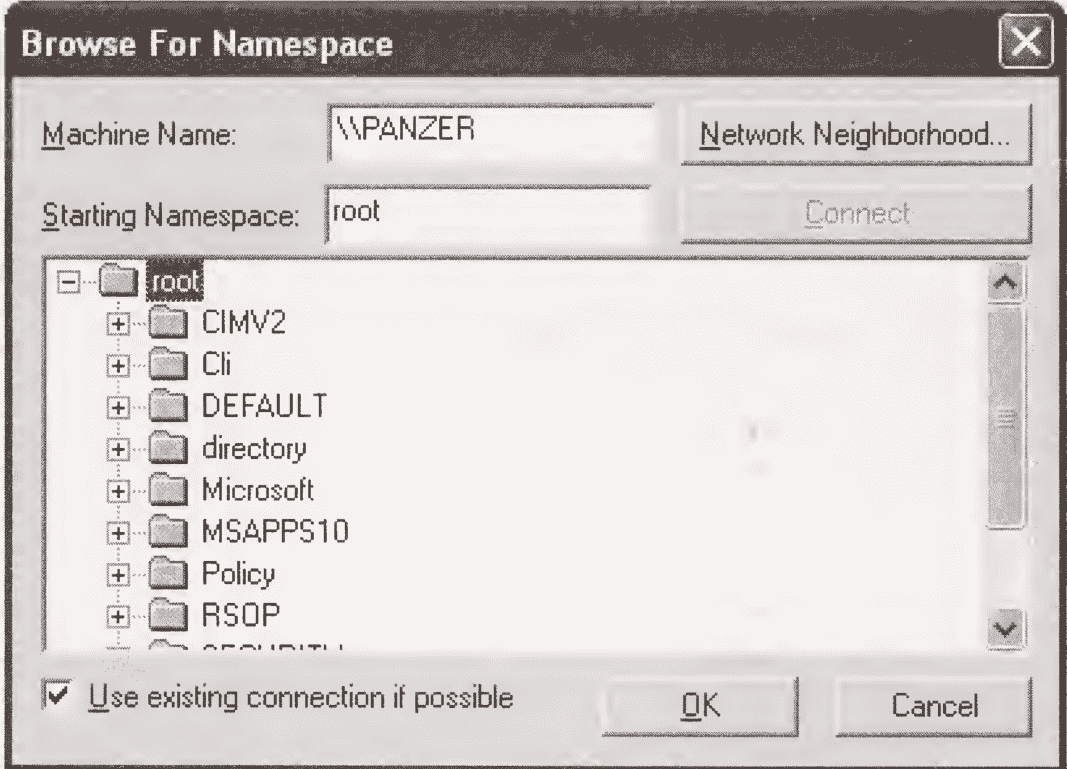 Browse For Namespace
Machine Name: \\PANZER Network Neighborhood...
Starting Namespace: root Connect
root
CIMV2
Cli
DEFAULT
directory
Microsoft
MSAPPS10
Policy
RSOP
Use existing connection if possible OK Cancel